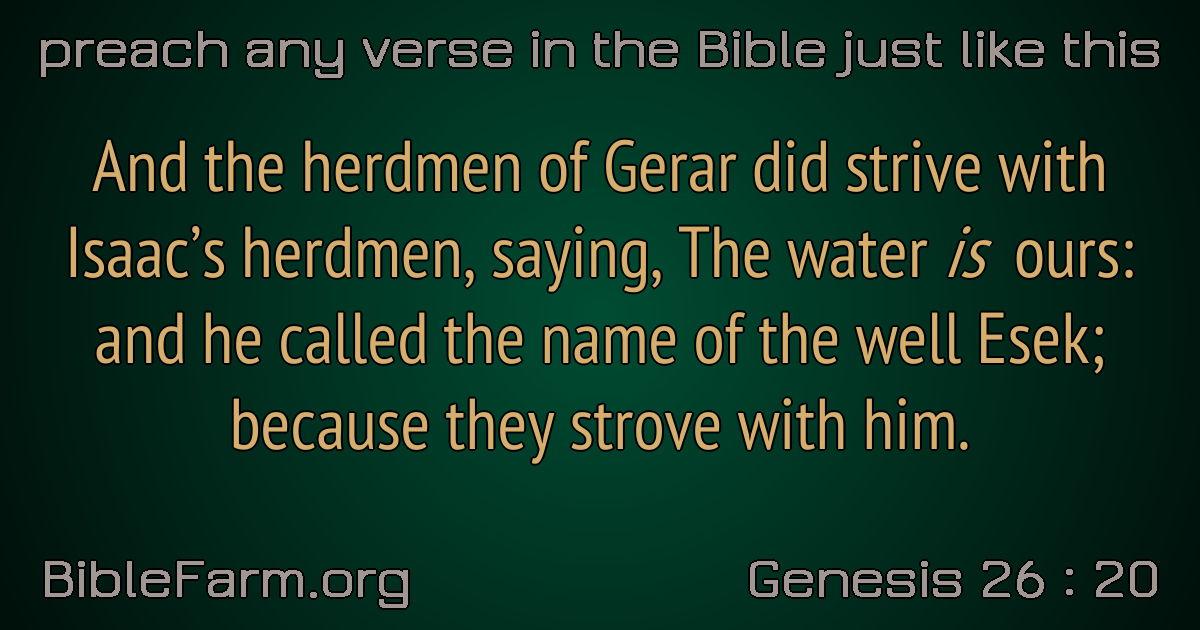 preach any verse in the Bible just like this
And the herdmen of Gerar did strive with
Isaac’s herdmen, saying, The water is ours:
and he called the name of the well Esek;
because they strove with him.
BibleFarm.org
Genesis 26 : 20